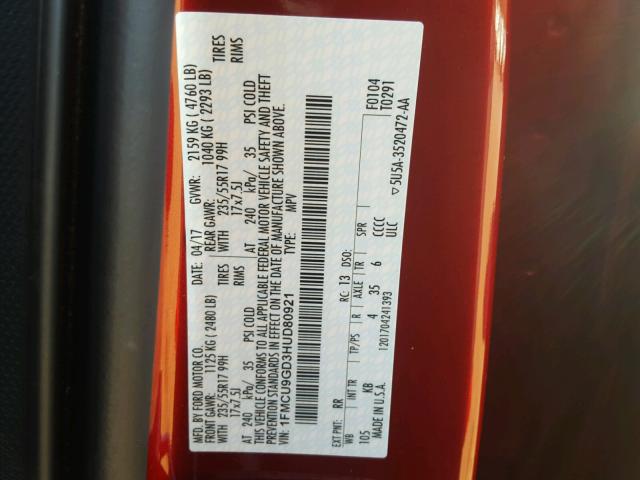 MFD. BY FORD MOTOR CO. DATE: 04/17 GVWR: 2159 KG ( 4760 LB)
FRONT GAWR: 1125 KG ( 2480 LB) REAR GAWR: 1040 KG ( 2293 LB)
WITH 235/55R17 99H TIRES WITH 235/55R17 99H TIRES
17x7.5J RIMS 17x7.5J RIMS
AT 240 kPa/ 35 PSI COLD AT 240 kPa/ 35 PSI COLD
THIS VEHICLE CONFORMS TO ALL APPLICABLE FEDERAL MOTOR VEHICLE SAFETY AND THEFT
PREVENTION STANDARDS IN EFFECT ON THE DATE OF MANUFACTURE SHOWN ABOVE.
VIN: 1FMCU9GD3HUD80921 TYPE: MPV
EXT PNT: RR RC: 13 DSO: F0104
WB INT TR TP/PS R AXLE TR SPR T0291
105 KB 4 35 6 CCCC
MADE IN U.S.A. ULC
1201704241393 ▽5U5A-3520472-AA